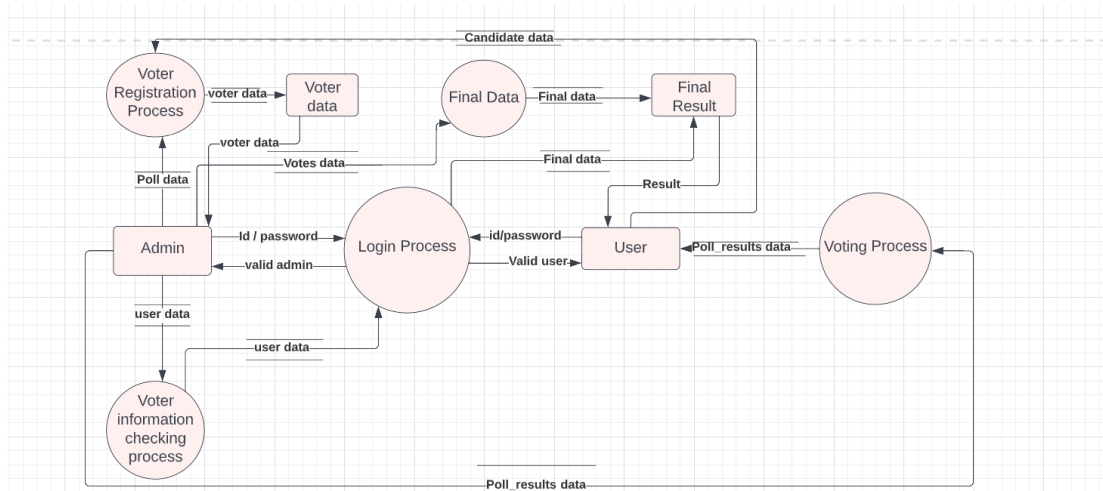 Candidate data
Voter
Registration
Process
voter data
Voter
data
Final Data
Final data
Final
Result
voter data
Votes data
Final data
Poll data
Result
Admin
Id / password
valid admin
Login Process
id/password
Valid user
User
Poll_results data
Voting Process
user data
user data
Voter
information
checking
process
Poll_results data